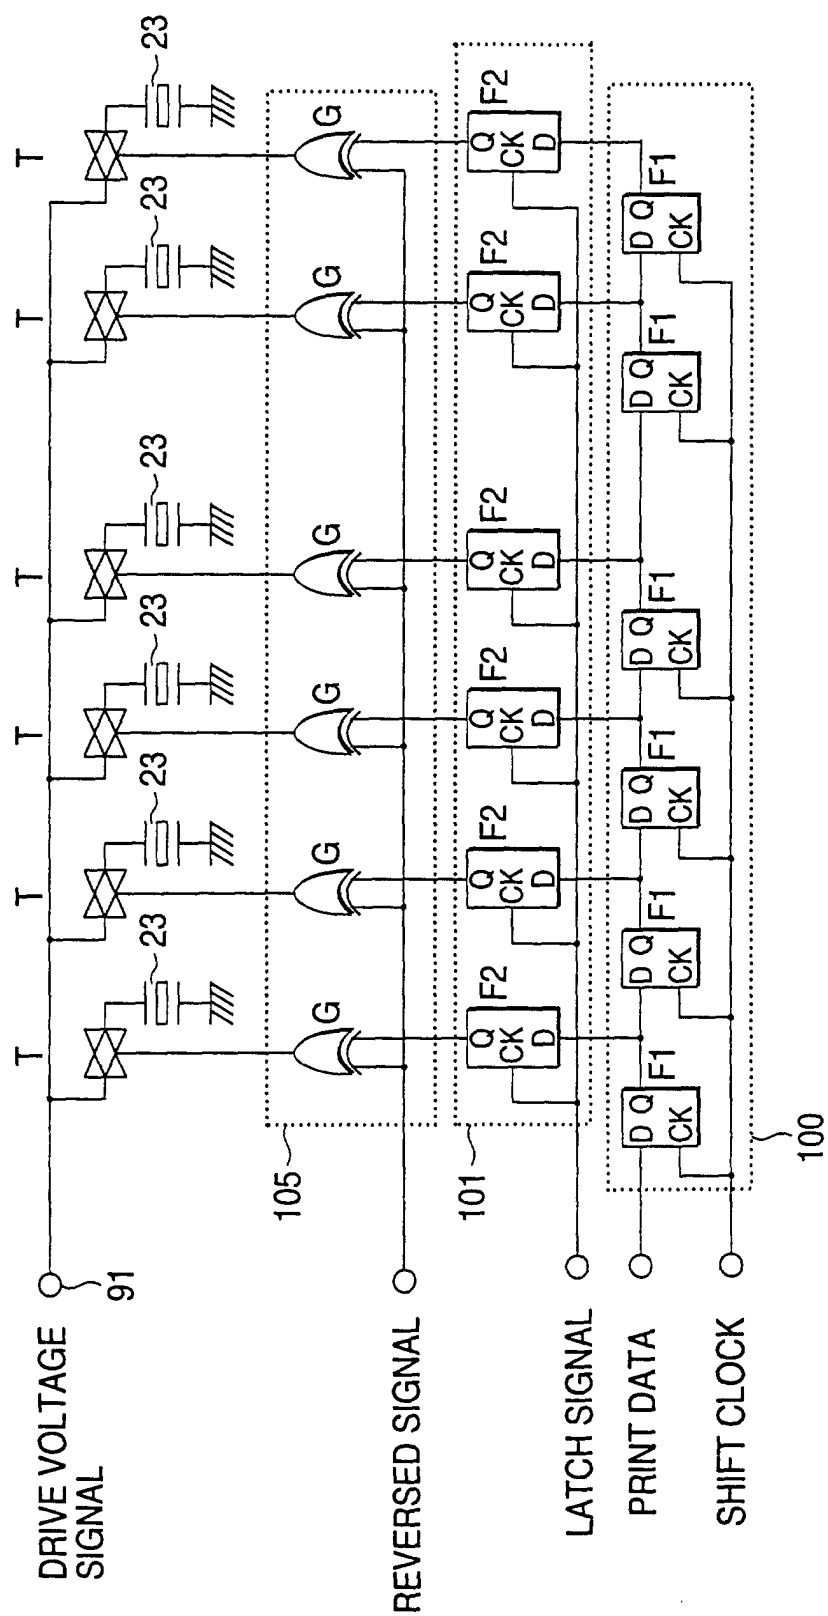 T T T T T T
DRIVE VOLTAGE
SIGNAL
91
23 23 23 23 23 23
105
G G G G G G
REVERSED SIGNAL
101
F2 F2 F2 F2 F2 F2
Q Q Q Q Q Q
CK CK CK CK CK CK
D D D D D D
LATCH SIGNAL
F1 F1 F1 F1 F1 F1
PRINT DATA
D Q D Q D Q D Q D Q D Q
CK CK CK CK CK CK
SHIFT CLOCK
100